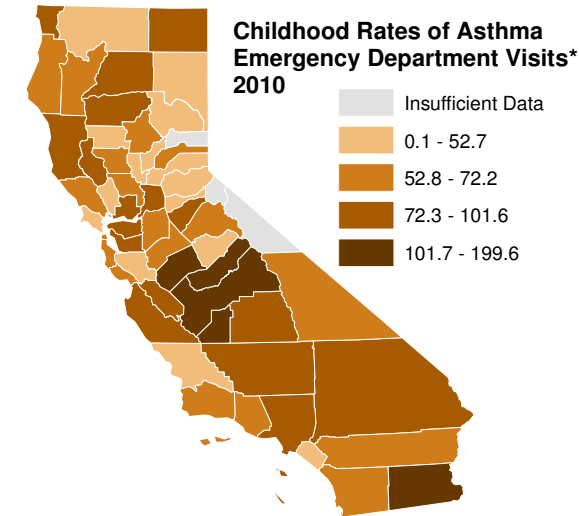 Childhood Rates of Asthma
Emergency Department Visits*
2010
Insufficient Data
0.1 - 52.7
52.8 - 72.2
72.3 - 101.6
101.7 - 199.6